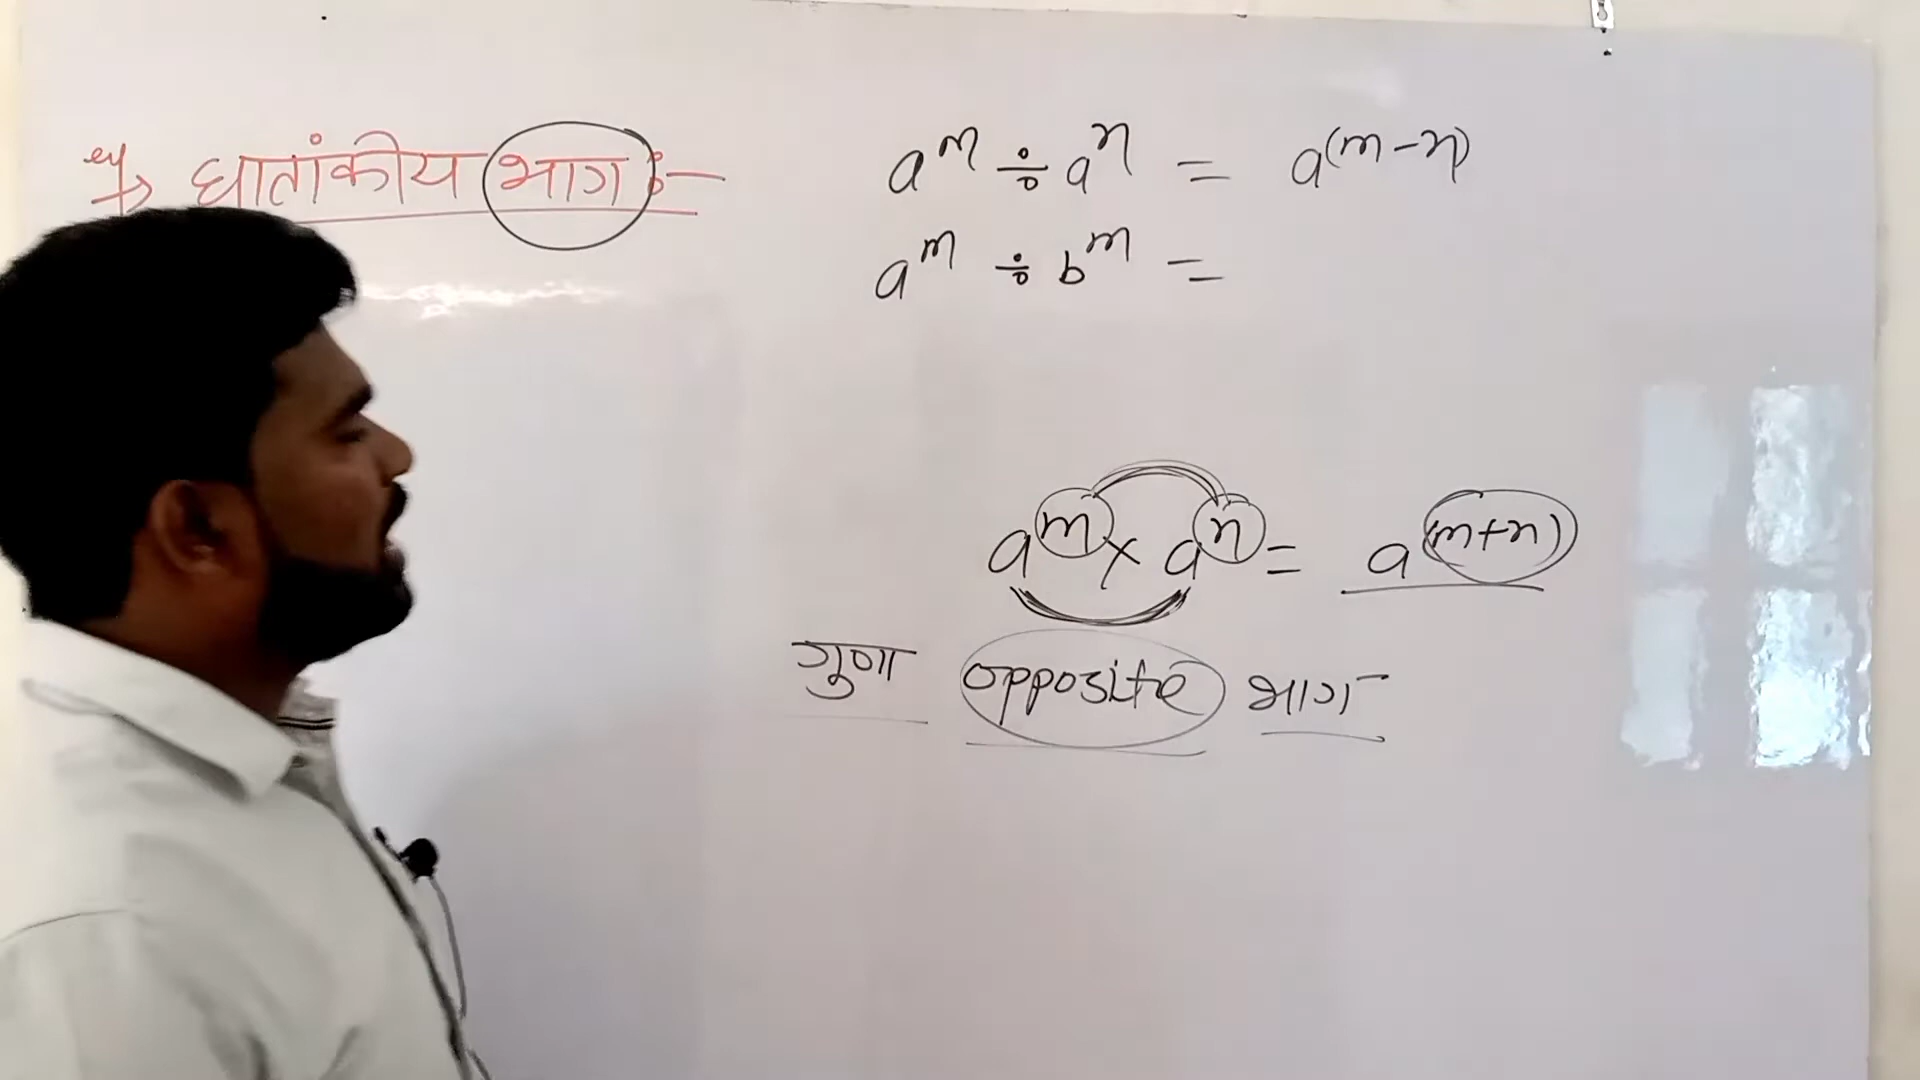 → घातांकीय भाग :-
a^m ÷ a^n = a^(m-n)
a^m ÷ b^m =
a^m × a^n = a^(m+n)
गुणा opposite भाग